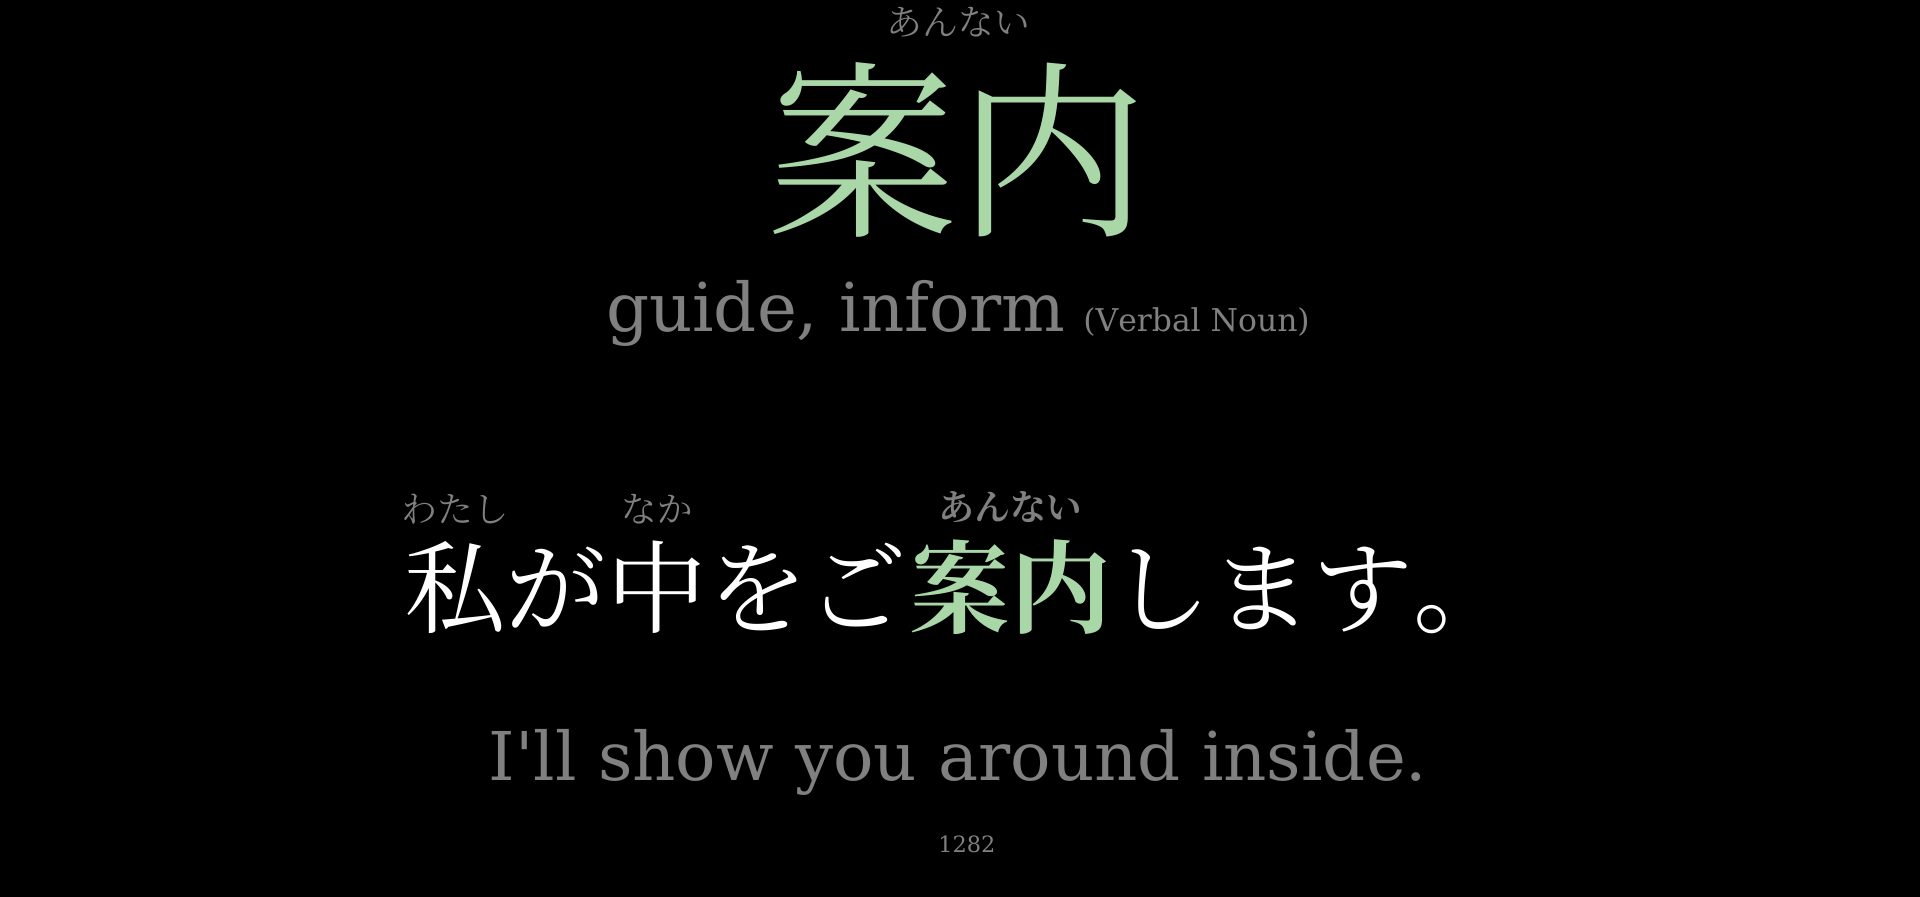 あんない
案内
guide, inform (Verbal Noun)
わたし なか あんない
私が中をご案内します。
I'll show you around inside.
1282